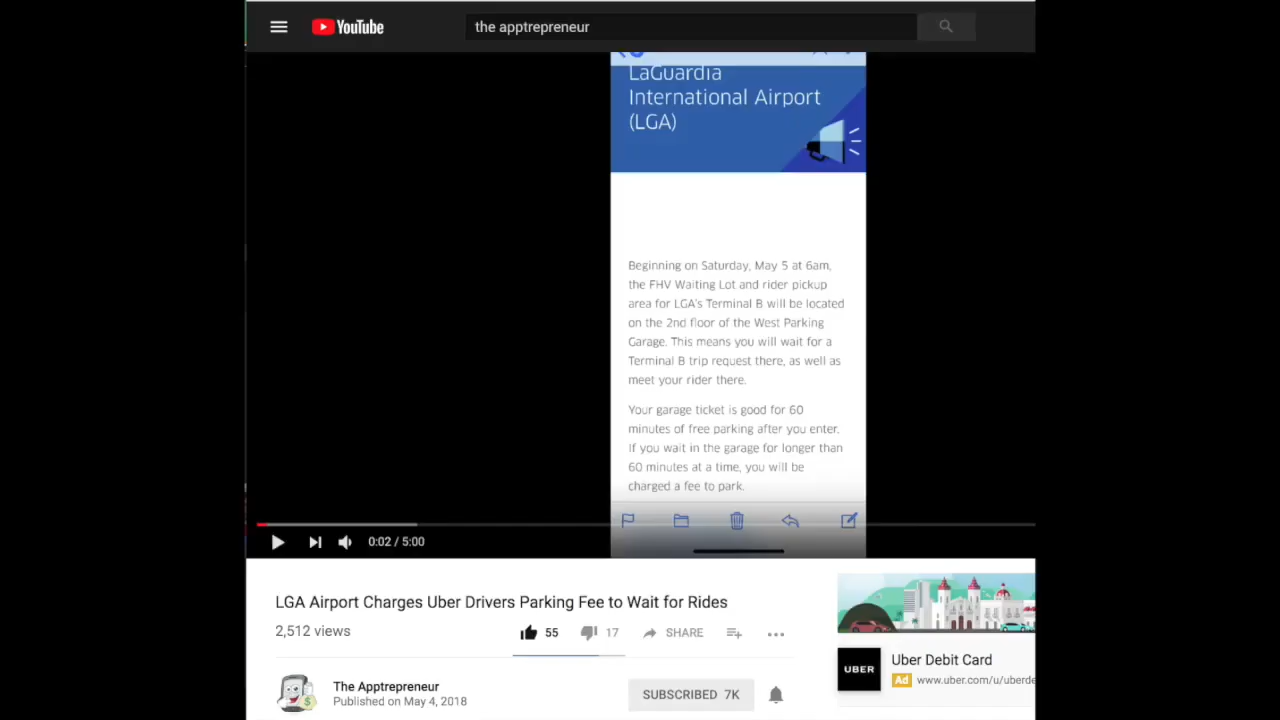 YouTube
the apptrepreneur
LaGuardia
International Airport
(LGA)
Beginning on Saturday, May 5 at 6am,
the FHV Waiting Lot and rider pickup
area for LGA's Terminal B will be located
on the 2nd floor of the West Parking
Garage. This means you will wait for a
Terminal B trip request there, as well as
meet your rider there.
Your garage ticket is good for 60
minutes of free parking after you enter.
If you wait in the garage for longer than
60 minutes at a time, you will be
charged a fee to park.
0:02 / 5:00
LGA Airport Charges Uber Drivers Parking Fee to Wait for Rides
2,512 views
55
17
SHARE
The Apptrepreneur
Published on May 4, 2018
SUBSCRIBED 7K
UBER
Uber Debit Card
Ad www.uber.com/u/uberde